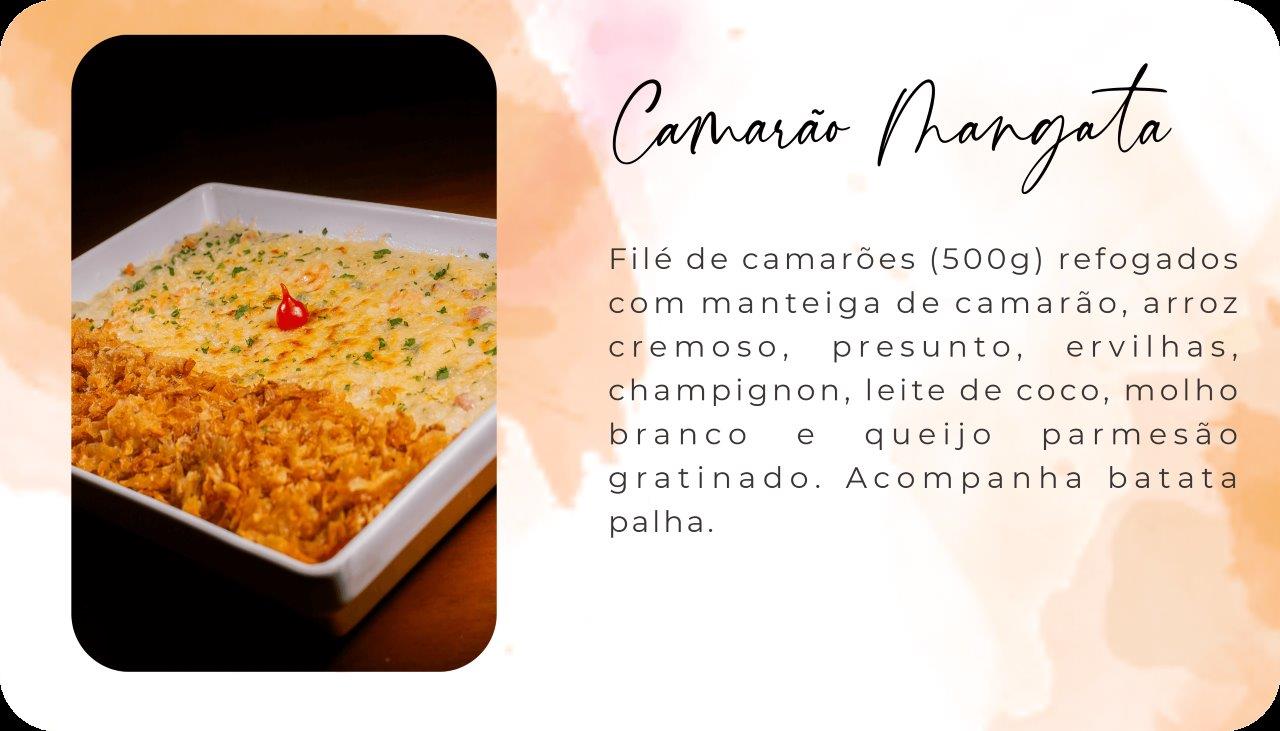 Camarão Mangata
Filé de camarões (500g) refogados
com manteiga de camarão, arroz
cremoso, presunto, ervilhas,
champignon, leite de coco, molho
branco e queijo parmesão
gratinado. Acompanha batata
palha.